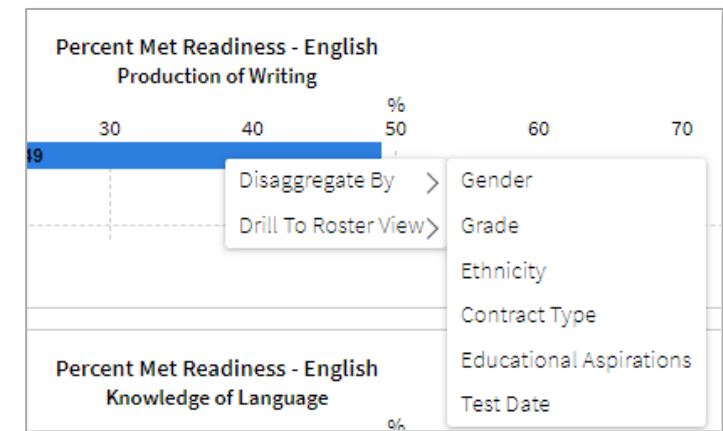 Percent Met Readiness - English
Production of Writing
%
30 40 50 60 70
49
Disaggregate By
Drill To Roster View
Gender
Grade
Ethnicity
Contract Type
Educational Aspirations
Test Date
Percent Met Readiness - English
Knowledge of Language
%